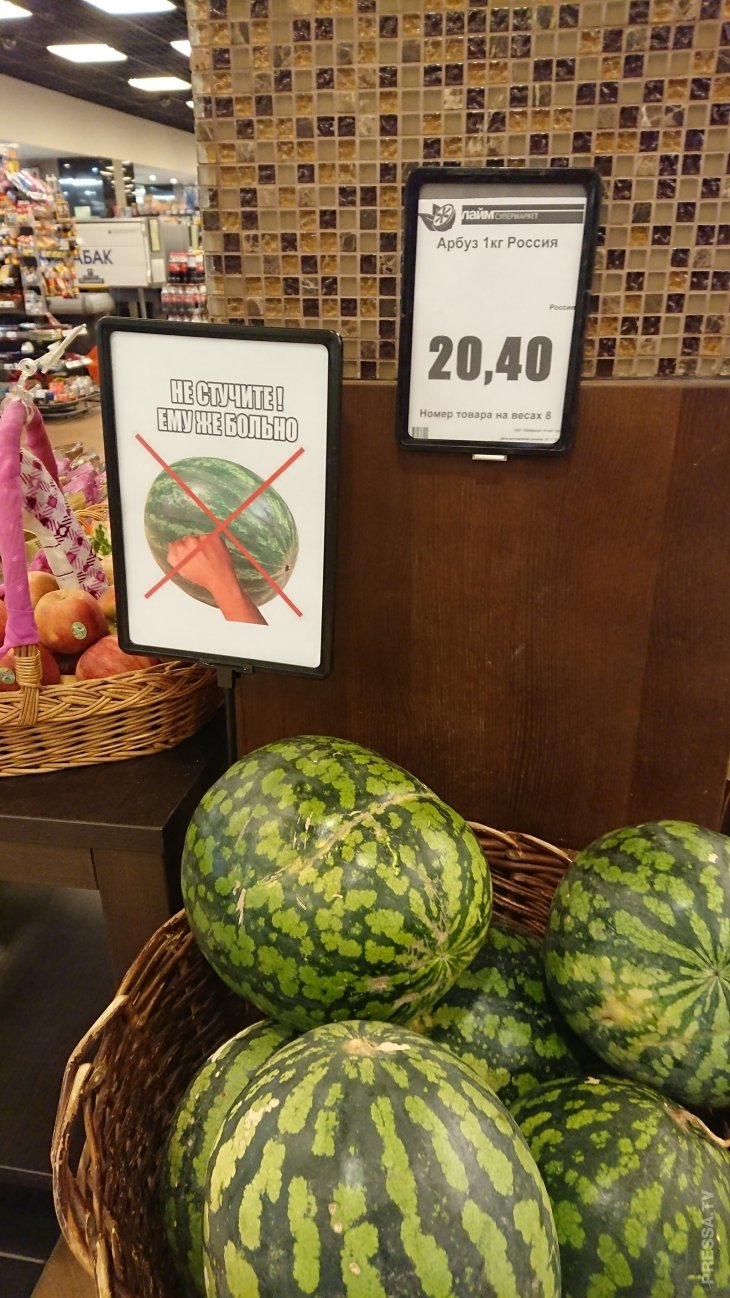 АБАК
НЕ СТУЧИТЕ !
ЕМУ ЖЕ БОЛЬНО
лайм СУПЕРМАРКЕТ
Арбуз 1кг Россия
Россия
20,40
Номер товара на весах 8
PRESSA.TV